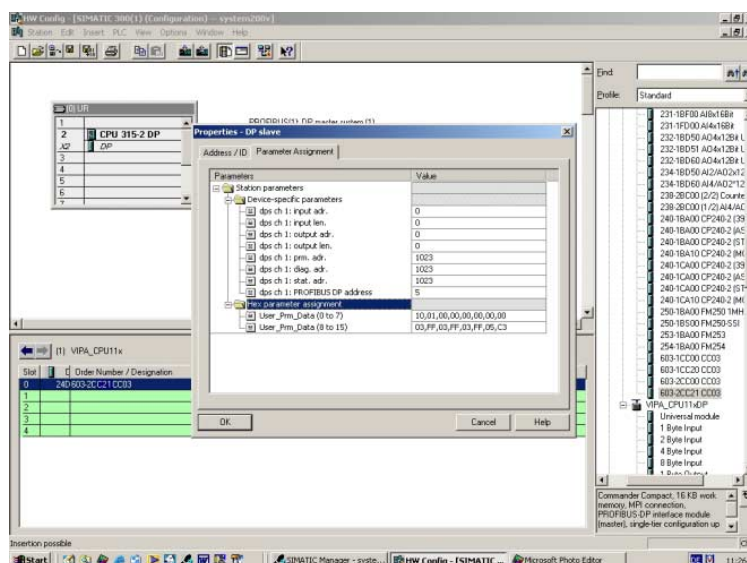 HW Config - [SIMATIC 300(1) (Configuration) -- system200v]
Station Edit Insert PLC View Options Window Help
Find:
Profile: Standard
(0) UR
1
2 CPU 315-2 DP
X2 DP
3
4
5
6
7
PROFIBUS(1): DP master system (1)
Properties - DP slave
Address / ID Parameter Assignment
Parameters Value
Station parameters
Device-specific parameters
dps ch 1: input adr. 0
dps ch 1: input len. 0
dps ch 1: output adr. 0
dps ch 1: output len. 0
dps ch 1: prm. adr. 1023
dps ch 1: diag. adr. 1023
dps ch 1: stat. adr. 1023
dps ch 1: PROFIBUS DP address 5
Hex parameter assignment
User_Prm_Data (0 to 7) 10,01,00,00,00,00,00,00
User_Prm_Data (8 to 15) 03,FF,03,FF,03,FF,05,C3
OK Cancel Help
(1) VIPA_CPU11x
Slot Order Number / Designation
0 24D 603-2CC21 CC03
1
2
3
4
231-1BF00 AI8x16Bit
231-1FD00 AI4x16Bit
232-1BD50 AO4x12Bit L
232-1BD51 AO4x12Bit L
232-1BD60 AO4x12Bit L
234-1BD50 AI2/AO2x12
234-1BD60 AI4/AO2*12
238-2BC00 (2/2) Counte
238-2BC00 (1/2) AI4/AO
240-1BA00 CP240-2 (39
240-1BA00 CP240-2 (AS
240-1BA00 CP240-2 (ST
240-1BA10 CP240-2 (M
240-1CA00 CP240-2 (39
240-1CA00 CP240-2 (AS
240-1CA00 CP240-2 (ST
240-1CA10 CP240-2 (M
250-1BA00 FM250 1MH
250-1BS00 FM250-SSI
253-1BA00 FM253
254-1BA00 FM254
603-1CC00 CC03
603-1CC20 CC03
603-2CC00 CC03
603-2CC21 CC03
VIPA_CPU11xDP
Universal module
1 Byte Input
2 Byte Input
4 Byte Input
8 Byte Input
1 Byte Output
Commander Compact, 16 KB work
memory, MPI connection,
PROFIBUS-DP interface module
(master), single-tier configuration up
Insertion possible
Start SIMATIC Manager - syste... HW Config - [SIMATIC ... Microsoft Photo Editor 11:26